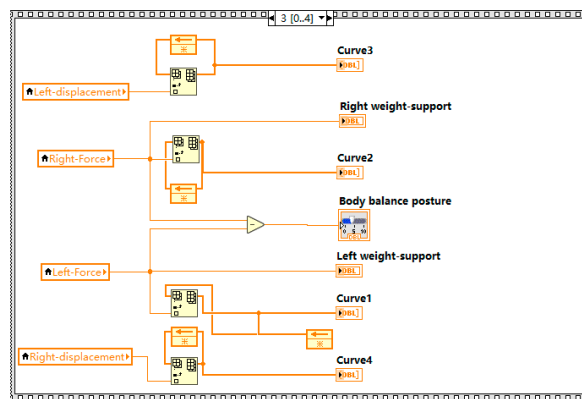 3 [0..4]
Curve3
DBL
Left-displacement
Right weight-support
DBL
Right-Force
Curve2
DBL
Body balance posture
Left weight-support
DBL
Left-Force
Curve1
DBL
Curve4
Right-displacement
DBL